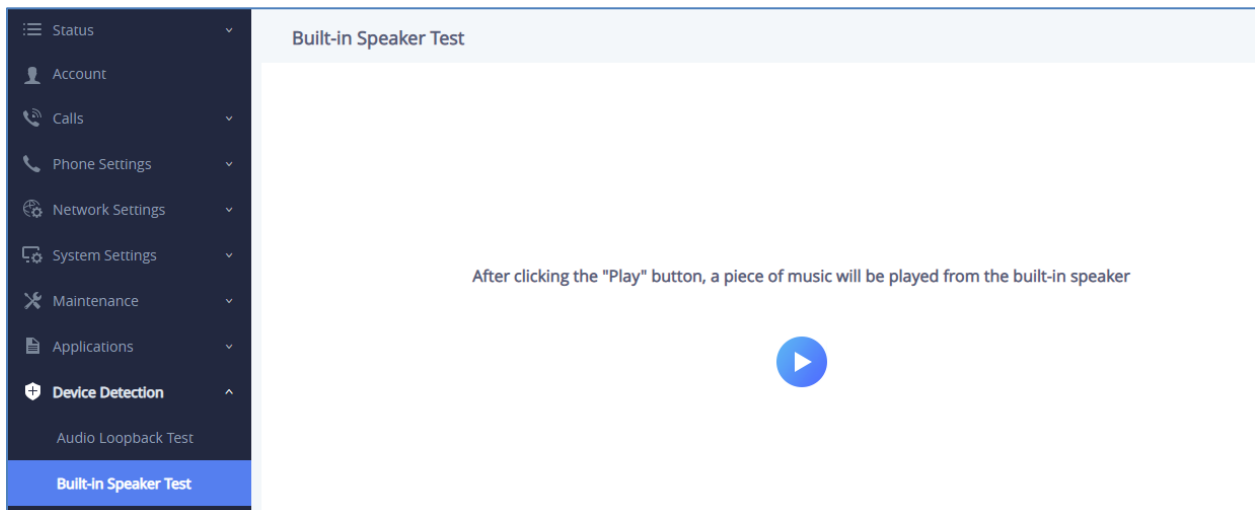 Status
Account
Calls
Phone Settings
Network Settings
System Settings
Maintenance
Applications
Device Detection
Audio Loopback Test
Built-in Speaker Test
Built-in Speaker Test
After clicking the "Play" button, a piece of music will be played from the built-in speaker